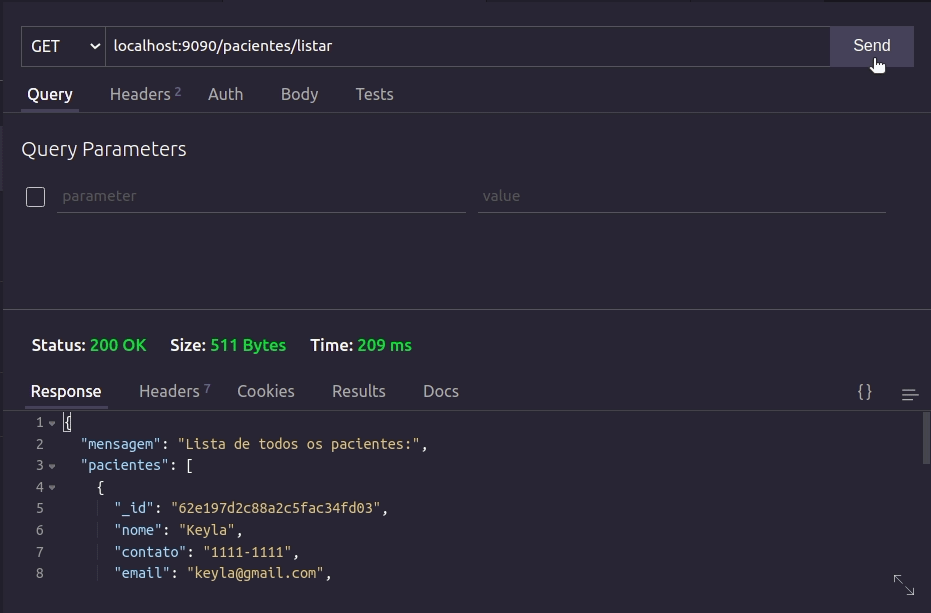 GET localhost:9090/pacientes/listar Send
Query Headers 2 Auth Body Tests
Query Parameters
parameter value
Status: 200 OK Size: 511 Bytes Time: 209 ms
Response Headers 7 Cookies Results Docs {}
1 {
2 "mensagem": "Lista de todos os pacientes:",
3 "pacientes": [
4 {
5 "_id": "62e197d2c88a2c5fac34fd03",
6 "nome": "Keyla",
7 "contato": "1111-1111",
8 "email": "keyla@gmail.com",